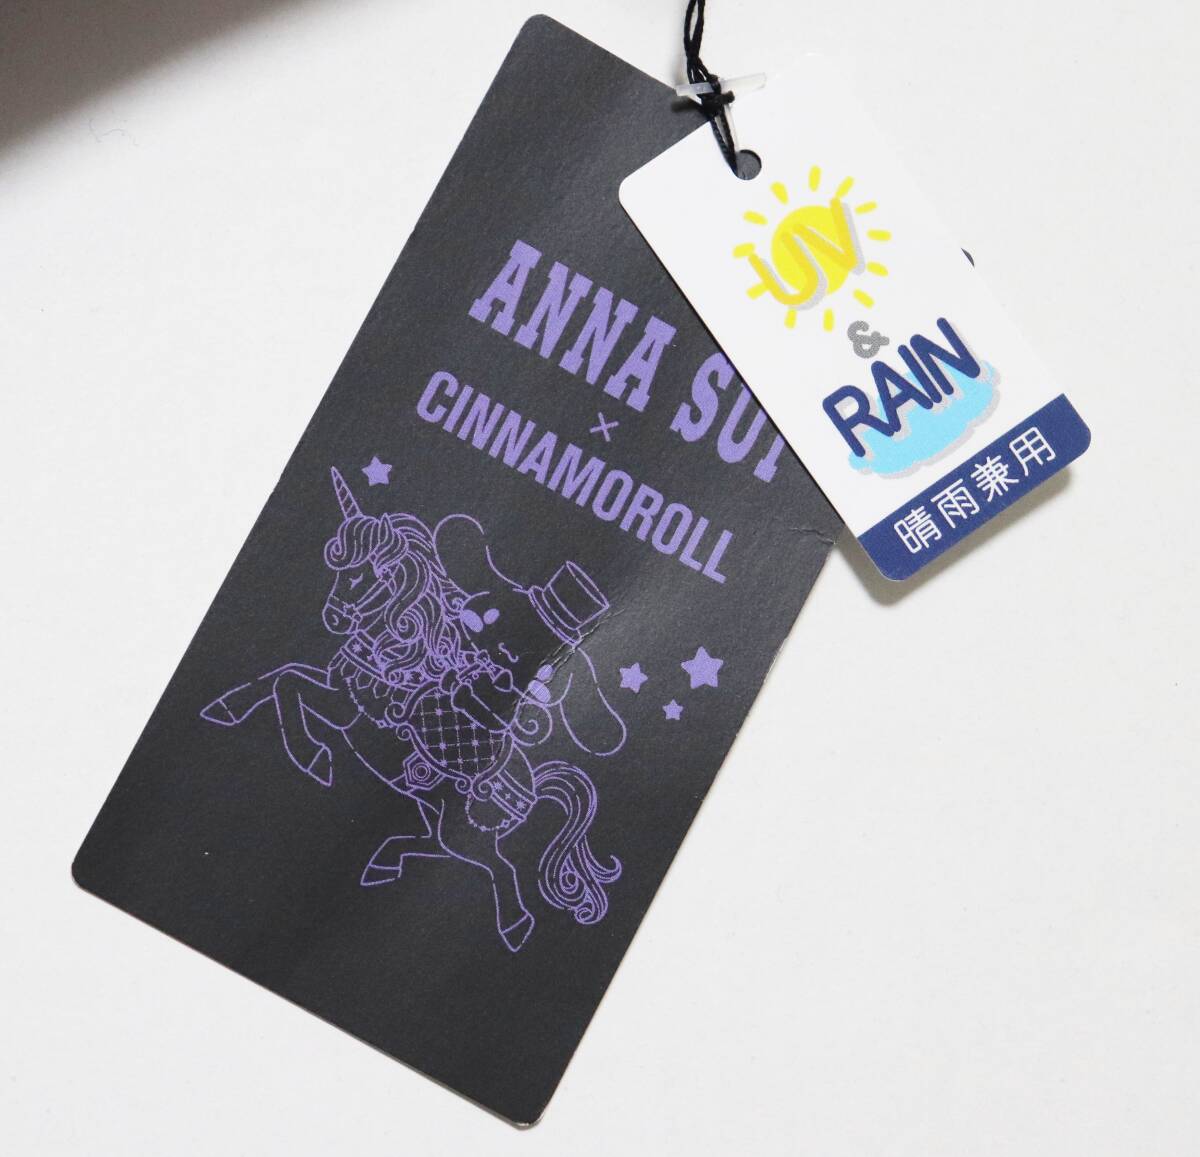 ANNA SUI
×
CINNAMOROLL
UV
&
RAIN
晴雨兼用